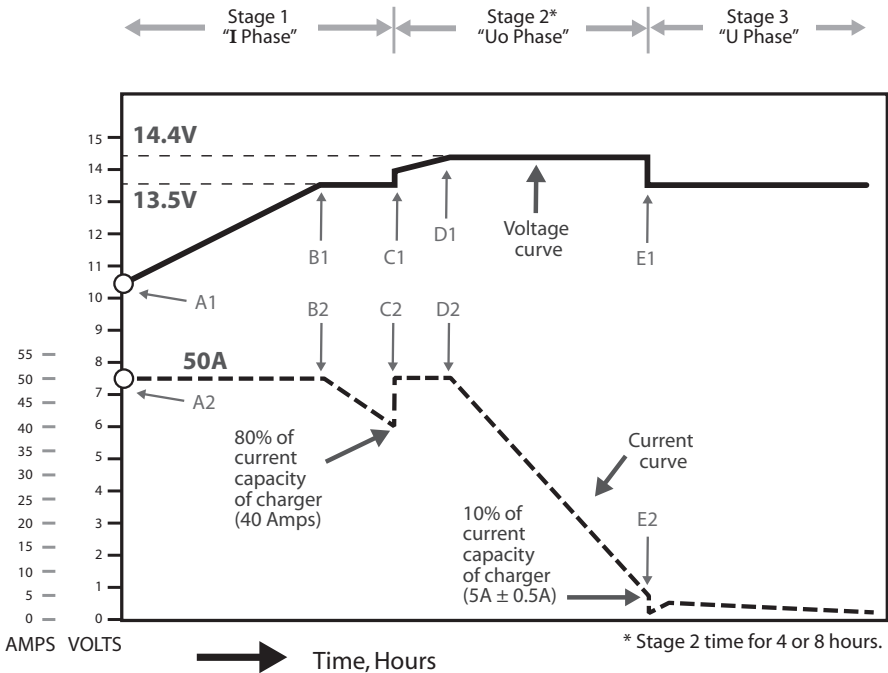 Stage 1
"I Phase"
Stage 2*
"Uo Phase"
Stage 3
"U Phase"
15
14
13
12
11
10
9
8
7
6
5
4
3
2
1
0
55
50
45
40
35
30
25
20
15
10
5
0
AMPS VOLTS
14.4V
13.5V
A1
B1
C1
D1
Voltage
curve
E1
50A
A2
B2
C2
D2
80% of
current
capacity
of charger
(40 Amps)
Current
curve
10% of
current
capacity
of charger
(5A ± 0.5A)
E2
* Stage 2 time for 4 or 8 hours.
Time, Hours